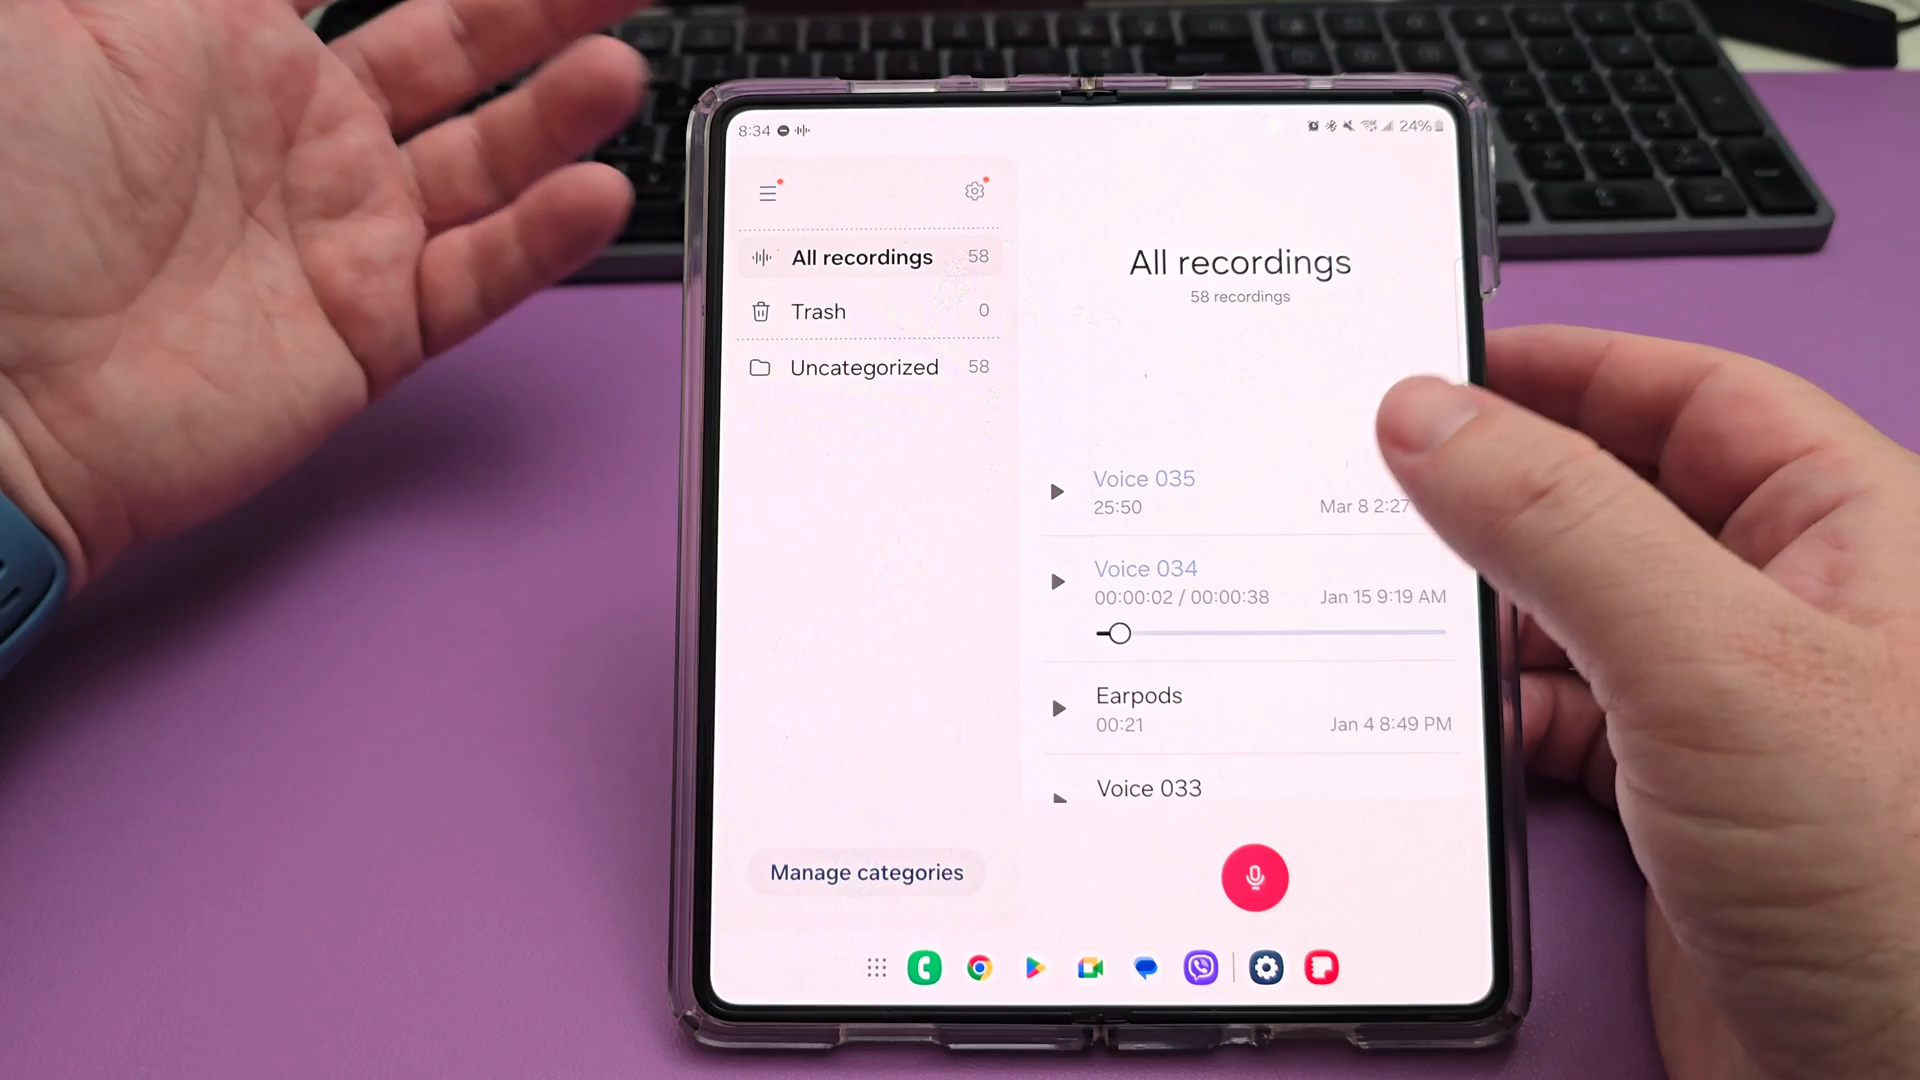 8:34
24%
All recordings 58
Trash 0
Uncategorized 58
Manage categories
All recordings
58 recordings
Voice 035
25:50 Mar 8 2:27
Voice 034
00:00:02 / 00:00:38 Jan 15 9:19 AM
Earpods
00:21 Jan 4 8:49 PM
Voice 033